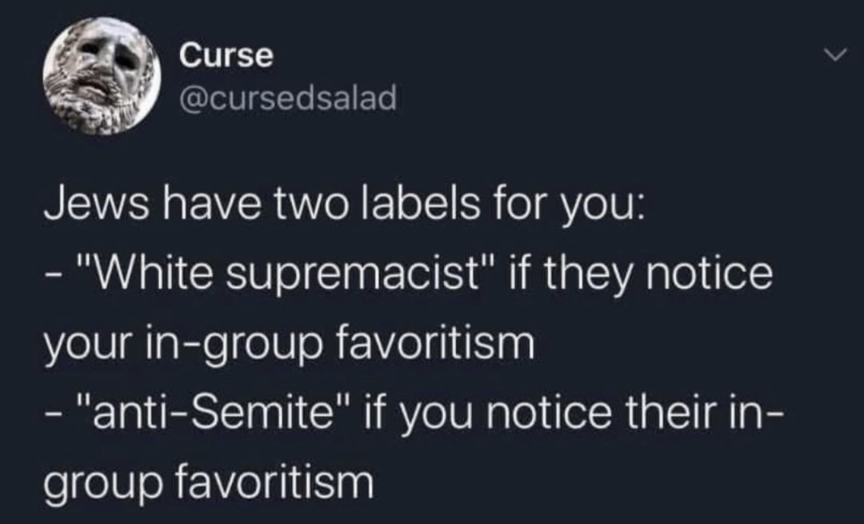 Curse
@cursedsalad
Jews have two labels for you:
- "White supremacist" if they notice
your in-group favoritism
- "anti-Semite" if you notice their in-
group favoritism